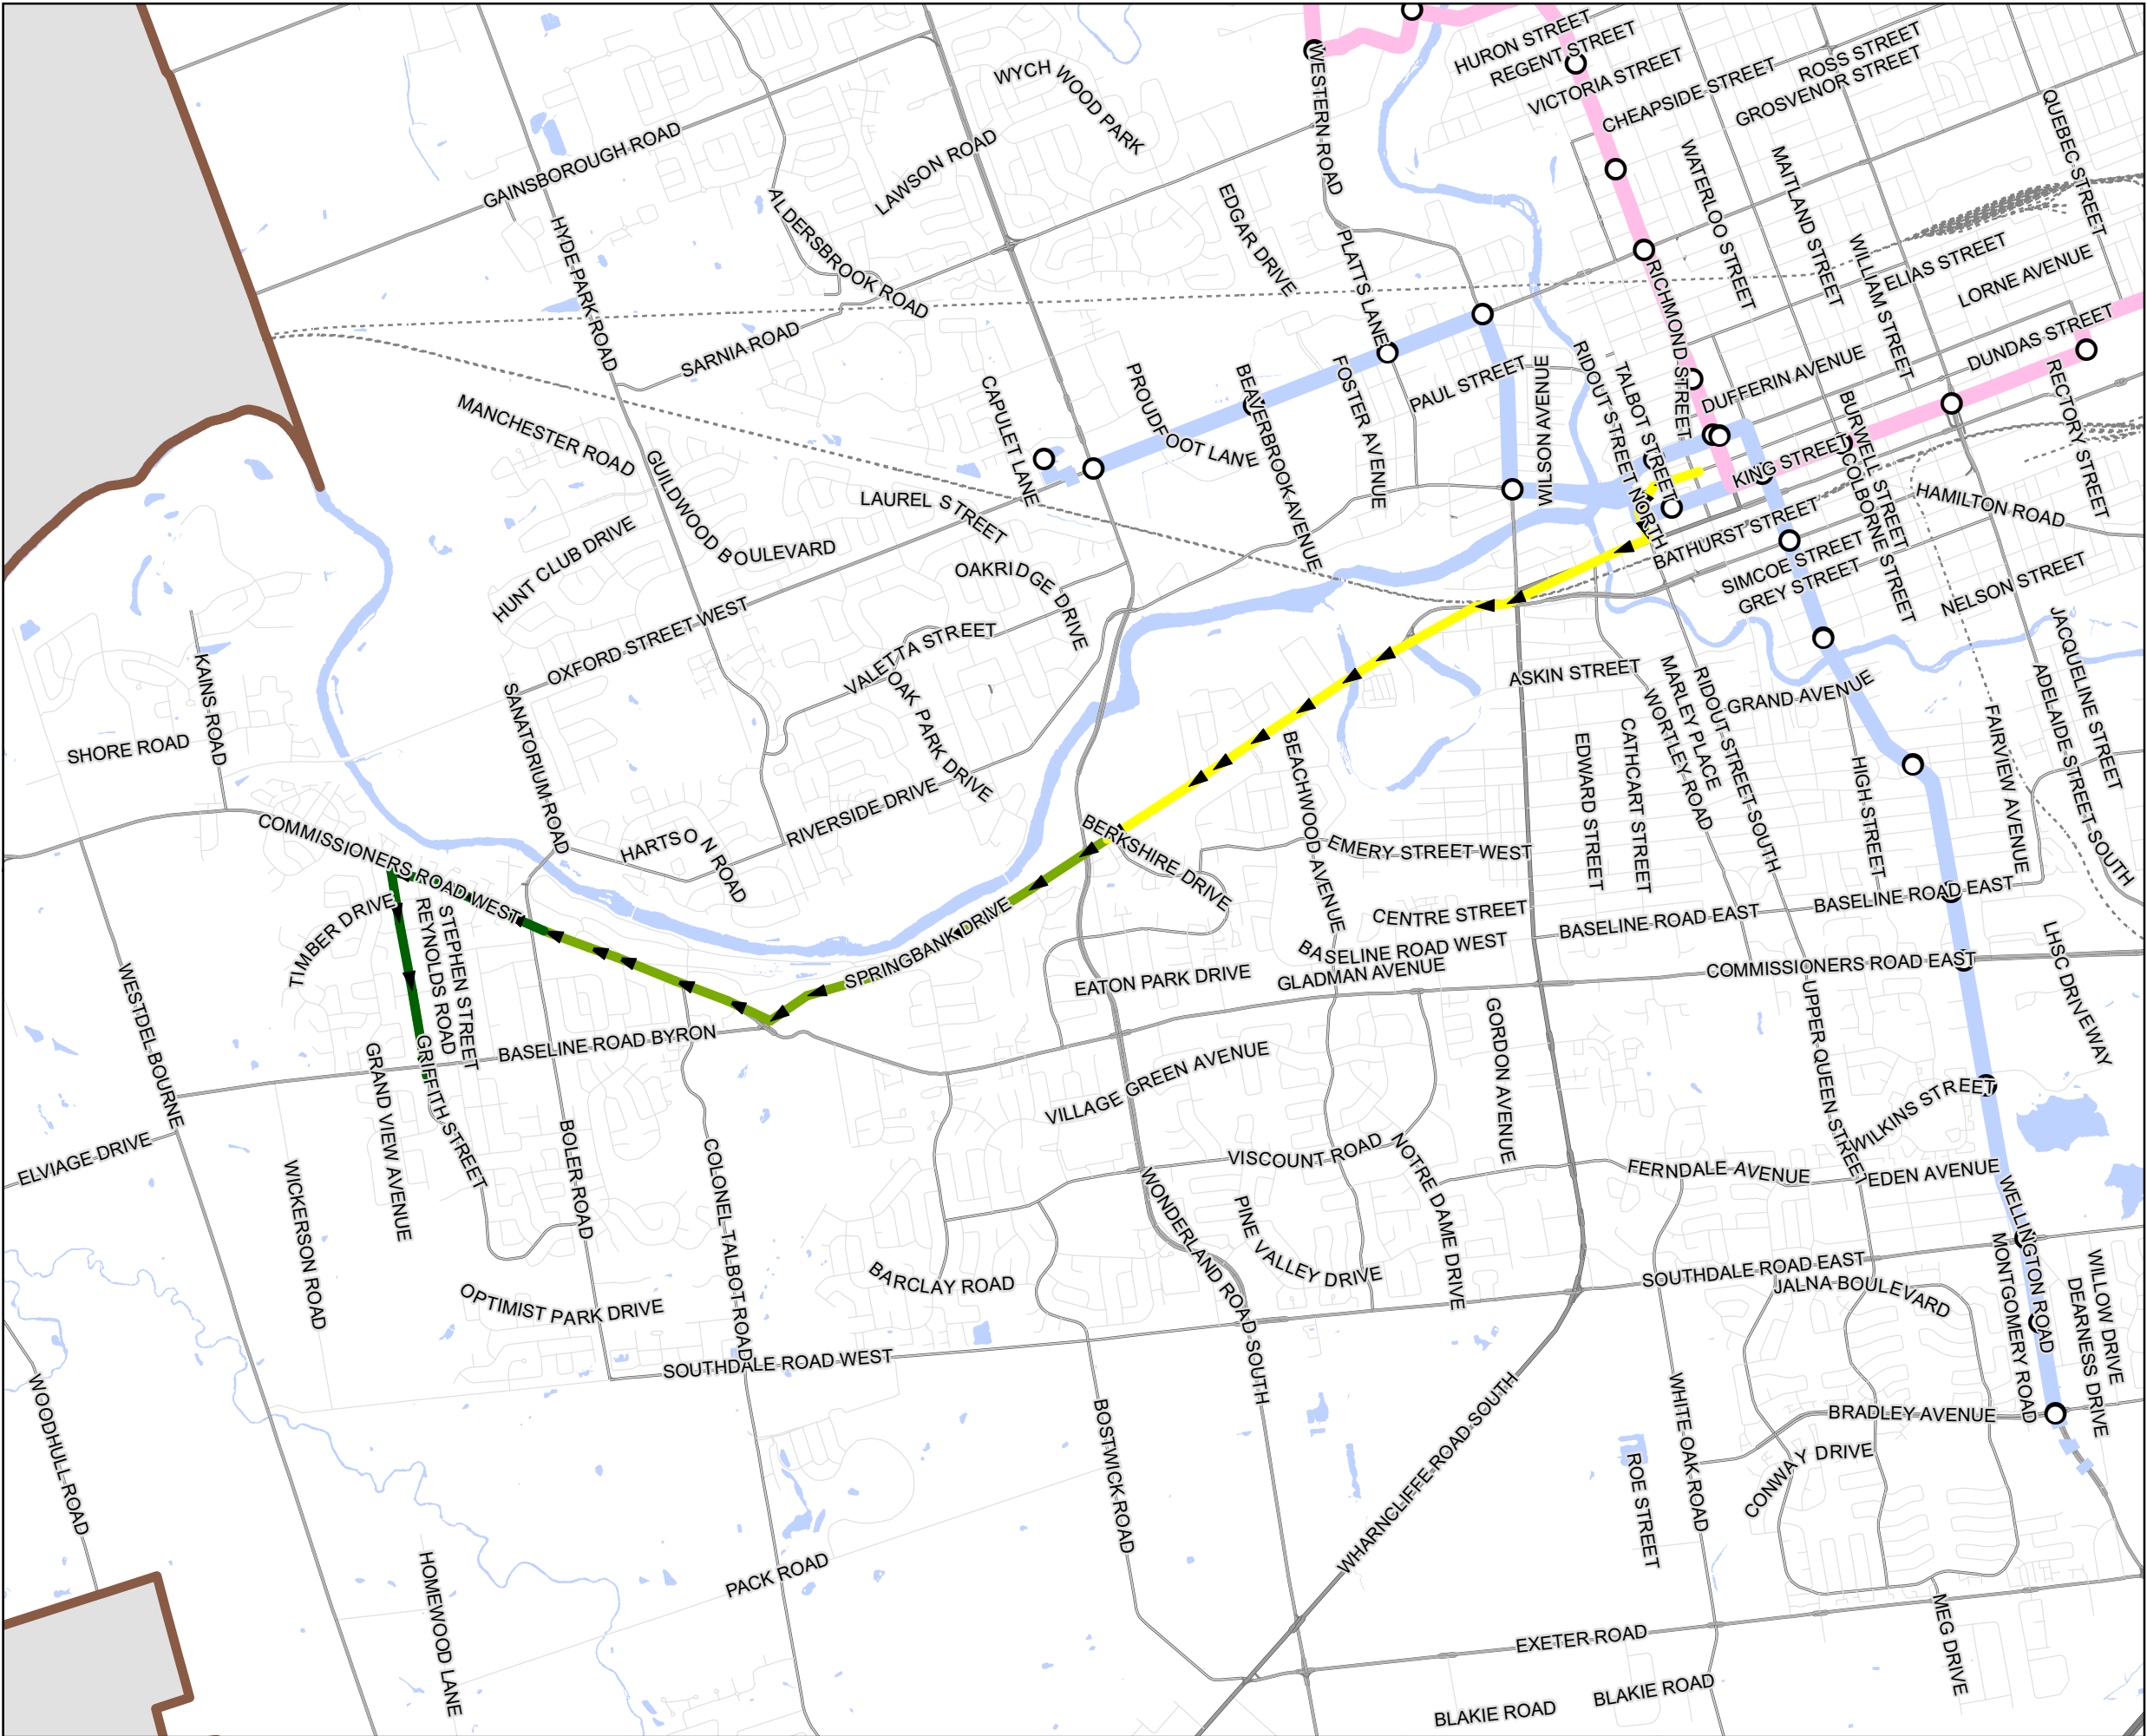 HURON STREET
REGENT STREET
VICTORIA STREET
CHEAPSIDE STREET
ROSS STREET
GROSVENOR STREET
WYCHWOOD PARK
WESTERN ROAD
QUEBEC STREET
GAINSBOROUGH ROAD
LAWSON ROAD
WATERLOO STREET
MAITLAND STREET
EDGAR DRIVE
ALDERSBROOK ROAD
HYDE PARK ROAD
PLATTS LANE
WILLIAM STREET
ELIAS STREET
LORNE AVENUE
RICHMOND STREET
SARNIA ROAD
DUNDAS STREET
MANCHESTER ROAD
CAPULET LANE
PROUDFOOT LANE
BEAVERBROOK AVENUE
FOSTER AVENUE
PAUL STREET
WILSON AVENUE
RIDOUT STREET NORTH
TALBOT STREET
DUFFERIN AVENUE
RECTORY STREET
KING STREET
BURWELL STREET
COLBORNE STREET
GUILDWOOD BOULEVARD
LAUREL STREET
HAMILTON ROAD
HUNT CLUB DRIVE
BATHURST STREET
OAKRIDGE DRIVE
SIMCOE STREET
GREY STREET
NELSON STREET
OXFORD STREET WEST
VALETTA STREET
OAK PARK DRIVE
KAINS ROAD
SHORE ROAD
SANATORIUM ROAD
ASKIN STREET
MARLEY PLACE
RIDOUT STREET SOUTH
WORTLEY ROAD
GRAND AVENUE
JACQUELINE STREET
ADELAIDE STREET SOUTH
FAIRVIEW AVENUE
EDWARD STREET
CATHCART STREET
HIGH STREET
BEACHWOOD AVENUE
RIVERSIDE DRIVE
HARTSON ROAD
COMMISSIONERS ROAD WEST
BERKSHIRE DRIVE
EMERY STREET WEST
TIMBER DRIVE
REYNOLDS ROAD
STEPHEN STREET
SPRINGBANK DRIVE
CENTRE STREET
BASELINE ROAD EAST
BASELINE ROAD EAST
BASELINE ROAD WEST
GLADMAN AVENUE
EATON PARK DRIVE
COMMISSIONERS ROAD EAST
LHSC DRIVEWAY
WESTDEL BOURNE
BASELINE ROAD BYRON
GRAND VIEW AVENUE
GRIFFITH STREET
VILLAGE GREEN AVENUE
GORDON AVENUE
UPPER QUEEN STREET
WILKINS STREET
ELVIAGE DRIVE
WICKERSON ROAD
BOLER ROAD
COLONEL TALBOT ROAD
VISCOUNT ROAD
NOTRE DAME DRIVE
FERNDALE AVENUE
EDEN AVENUE
WONDERLAND ROAD SOUTH
PINE VALLEY DRIVE
WELLINGTON ROAD
MONTGOMERY ROAD
WILLOW DRIVE
DEARNESS DRIVE
BARCLAY ROAD
OPTIMIST PARK DRIVE
SOUTHDALE ROAD EAST
JALNA BOULEVARD
SOUTHDALE ROAD WEST
WOODHULL ROAD
BOSTWICK ROAD
WHARNCLIFFE ROAD SOUTH
WHITE OAK ROAD
BRADLEY AVENUE
CONWAY DRIVE
ROE STREET
HOMEWOOD LANE
PACK ROAD
MEG DRIVE
EXETER ROAD
BLAKIE ROAD
BLAKIE ROAD